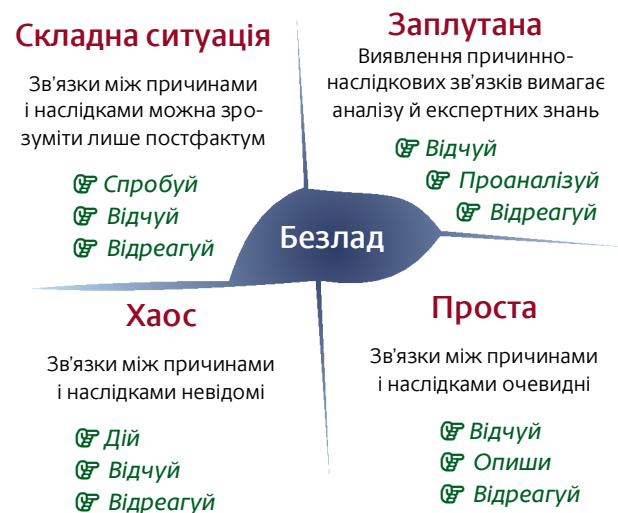 Складна ситуація
Зв'язки між причинами
і наслідками можна зро-
зуміти лише постфактум
☞ Спробуй
☞ Відчуй
☞ Відреагуй
Заплутана
Виявлення причинно-
наслідкових зв'язків вимагає
аналізу й експертних знань
☞ Відчуй
☞ Проаналізуй
☞ Відреагуй
Безлад
Хаос
Зв'язки між причинами
і наслідками невідомі
☞ Дій
☞ Відчуй
☞ Відреагуй
Проста
Зв'язки між причинами
і наслідками очевидні
☞ Відчуй
☞ Опиши
☞ Відреагуй